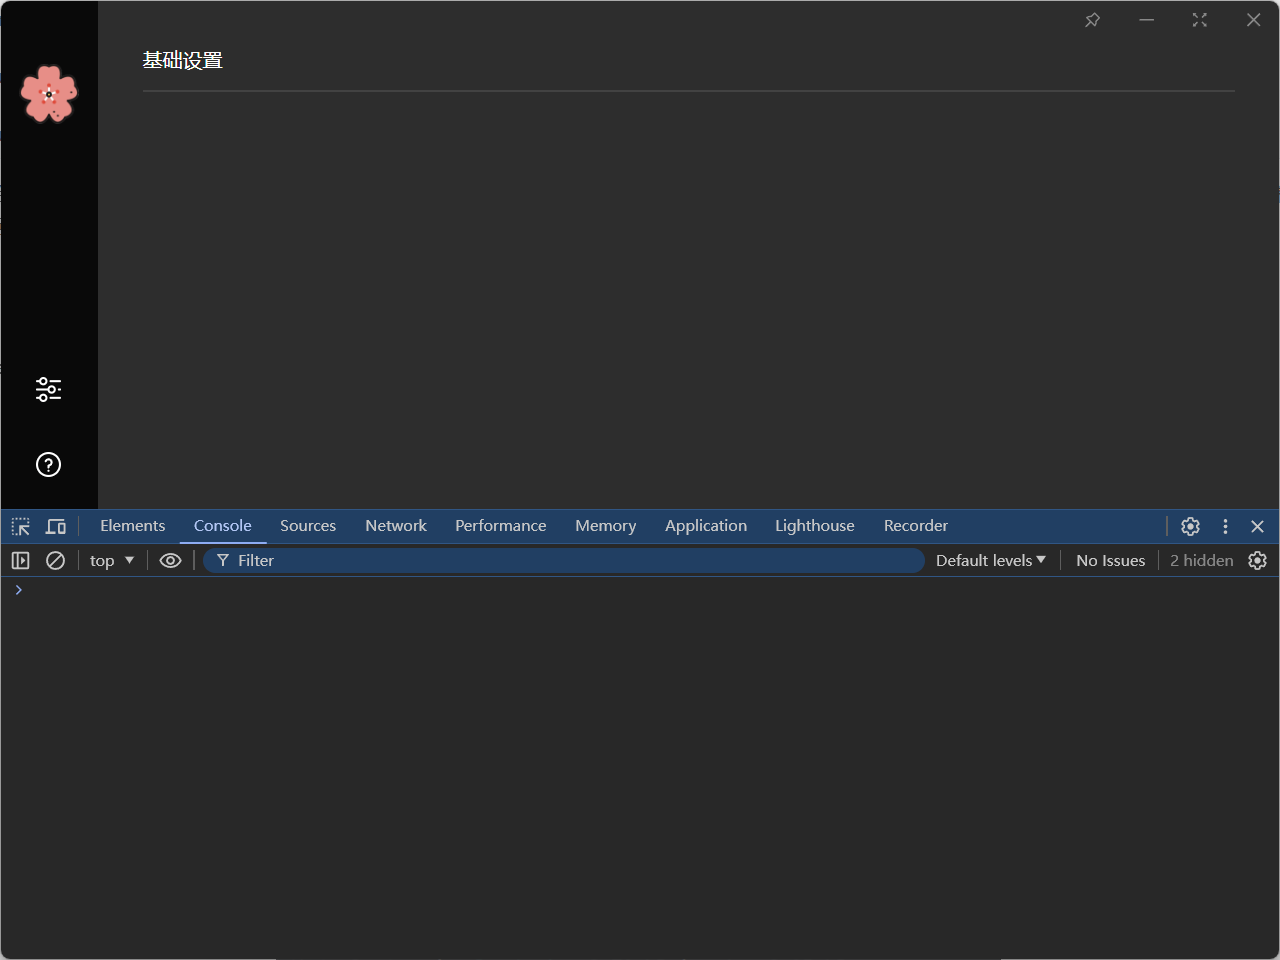 基础设置
Elements Console Sources Network Performance Memory Application Lighthouse Recorder
top Filter Default levels No Issues 2 hidden